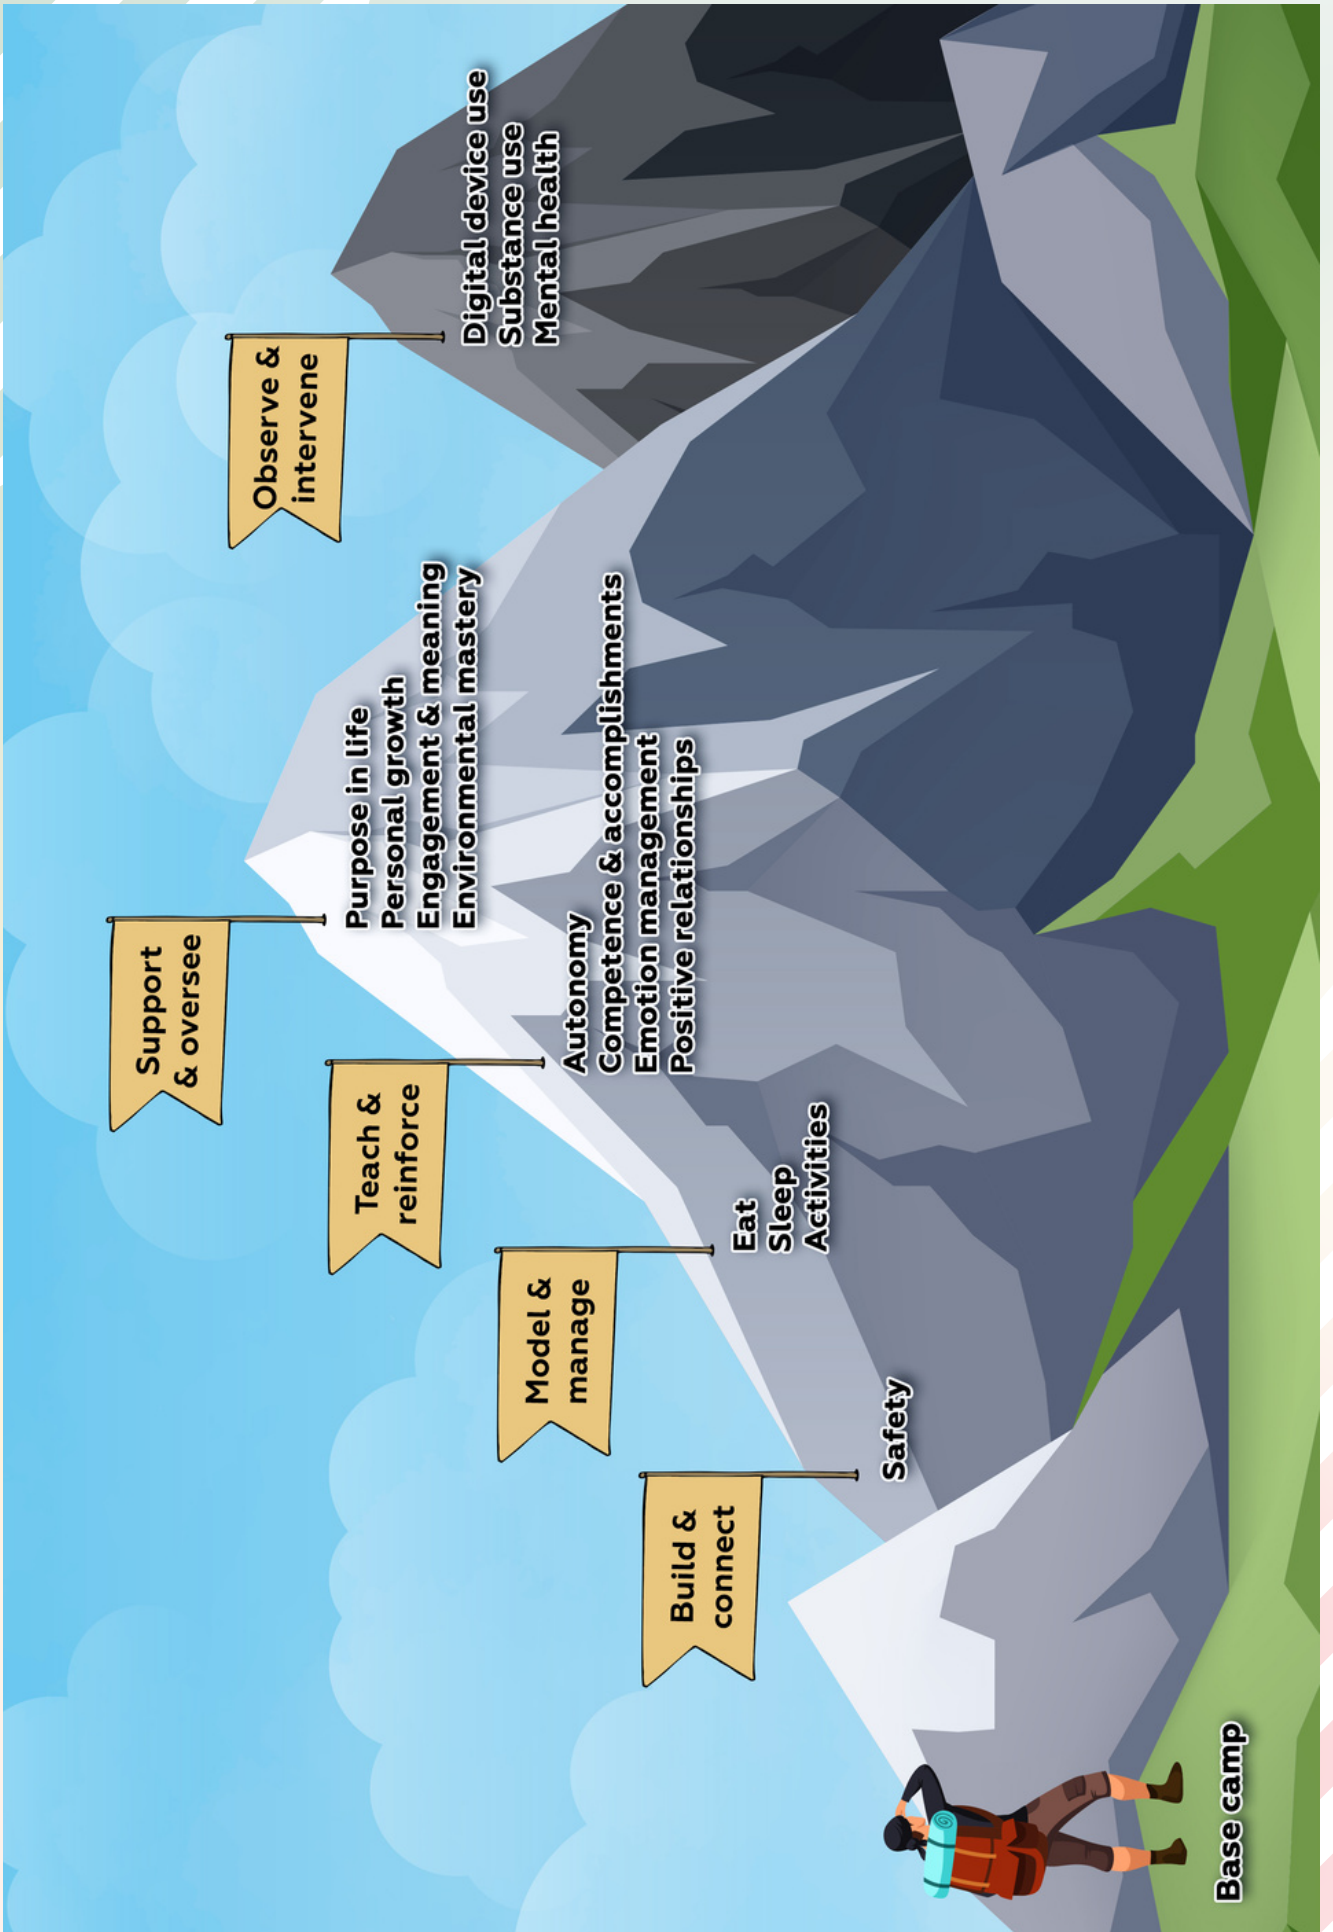 Base camp
Build &
connect
Safety
Model &
manage
Eat
Sleep
Activities
Teach &
reinforce
Autonomy
Competence & accomplishments
Emotion management
Positive relationships
Support
& oversee
Purpose in life
Personal growth
Engagement & meaning
Environmental mastery
Observe &
intervene
Digital device use
Substance use
Mental health